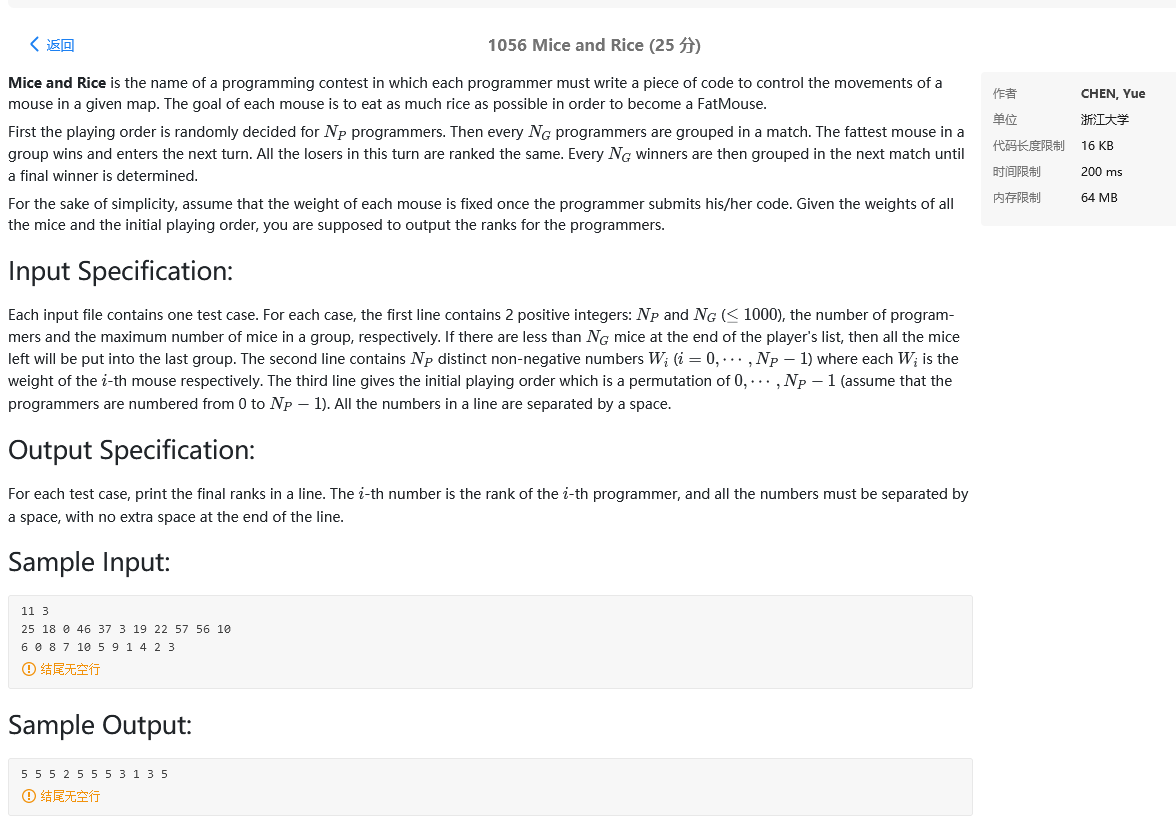 返回
1056 Mice and Rice (25 分)
Mice and Rice is the name of a programming contest in which each programmer must write a piece of code to control the movements of a
mouse in a given map. The goal of each mouse is to eat as much rice as possible in order to become a FatMouse.
First the playing order is randomly decided for N_P programmers. Then every N_G programmers are grouped in a match. The fattest mouse in a
group wins and enters the next turn. All the losers in this turn are ranked the same. Every N_G winners are then grouped in the next match until
a final winner is determined.
For the sake of simplicity, assume that the weight of each mouse is fixed once the programmer submits his/her code. Given the weights of all
the mice and the initial playing order, you are supposed to output the ranks for the programmers.
作者 CHEN, Yue
单位 浙江大学
代码长度限制 16 KB
时间限制 200 ms
内存限制 64 MB
Input Specification:
Each input file contains one test case. For each case, the first line contains 2 positive integers: N_P and N_G (≤ 1000), the number of program-
mers and the maximum number of mice in a group, respectively. If there are less than N_G mice at the end of the player's list, then all the mice
left will be put into the last group. The second line contains N_P distinct non-negative numbers W_i (i = 0, ⋯ , N_P − 1) where each W_i is the
weight of the i-th mouse respectively. The third line gives the initial playing order which is a permutation of 0, ⋯ , N_P − 1 (assume that the
programmers are numbered from 0 to N_P − 1). All the numbers in a line are separated by a space.
Output Specification:
For each test case, print the final ranks in a line. The i-th number is the rank of the i-th programmer, and all the numbers must be separated by
a space, with no extra space at the end of the line.
Sample Input:
11 3
25 18 0 46 37 3 19 22 57 56 10
6 0 8 7 10 5 9 1 4 2 3
结尾无空行
Sample Output:
5 5 5 2 5 5 5 3 1 3 5
结尾无空行